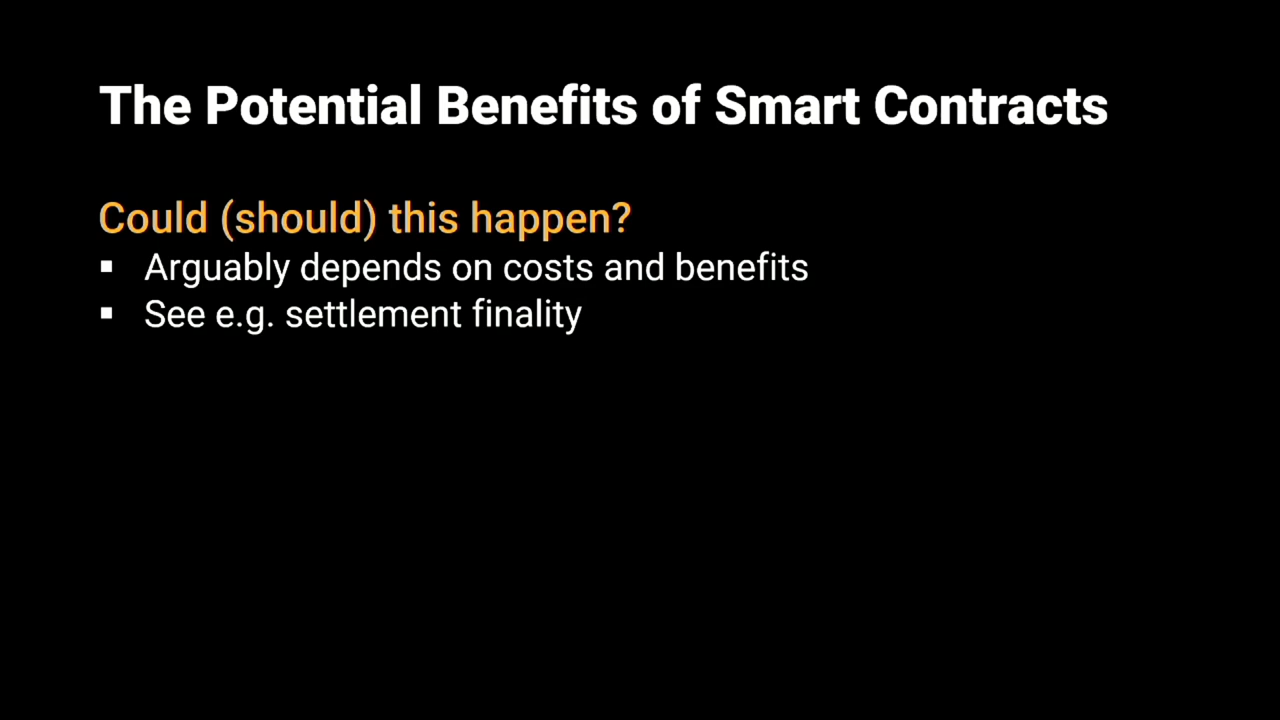 The Potential Benefits of Smart Contracts
Could (should) this happen?
▪ Arguably depends on costs and benefits
▪ See e.g. settlement finality